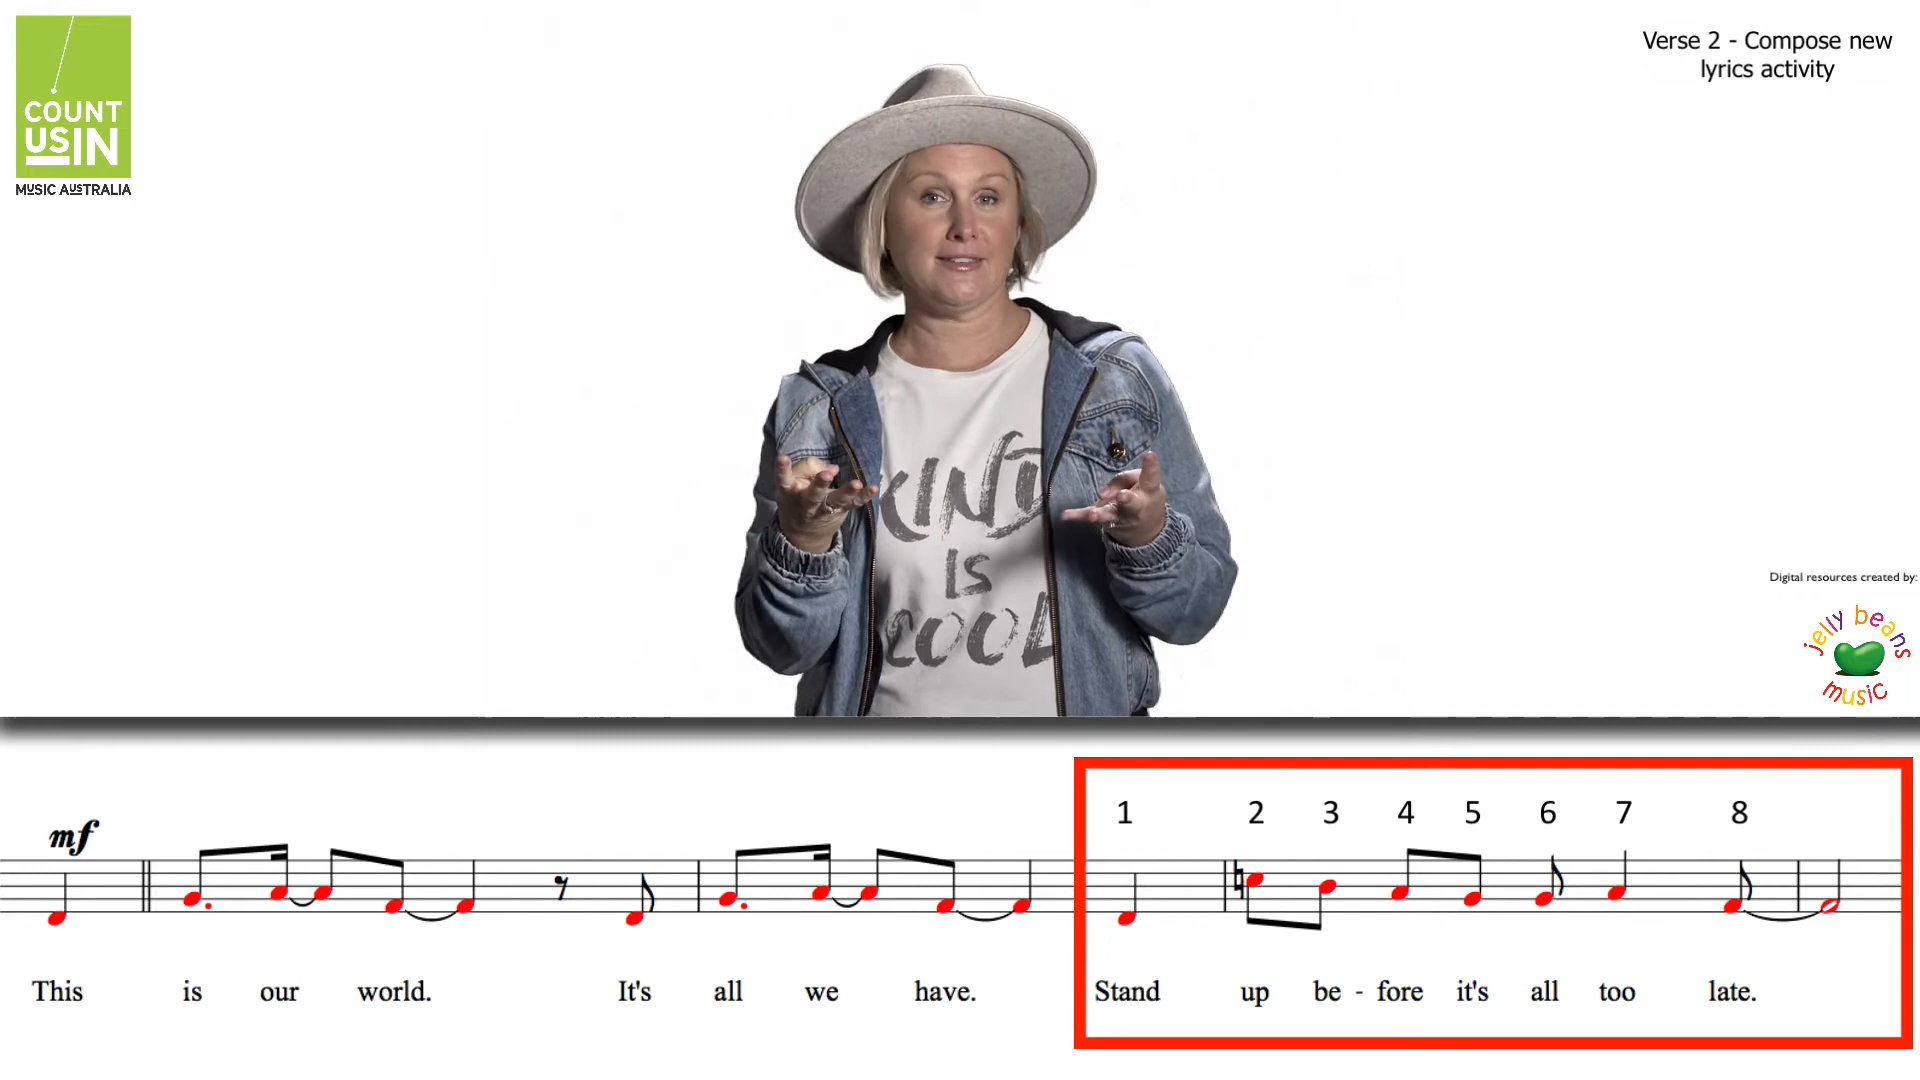 COUNT
US IN
MUSIC AUSTRALIA
Verse 2 - Compose new
lyrics activity
KIND
IS
COOL
Digital resources created by:
jelly beans
music
mf
1 2 3 4 5 6 7 8
This is our world. It's all we have. Stand up be - fore it's all too late.